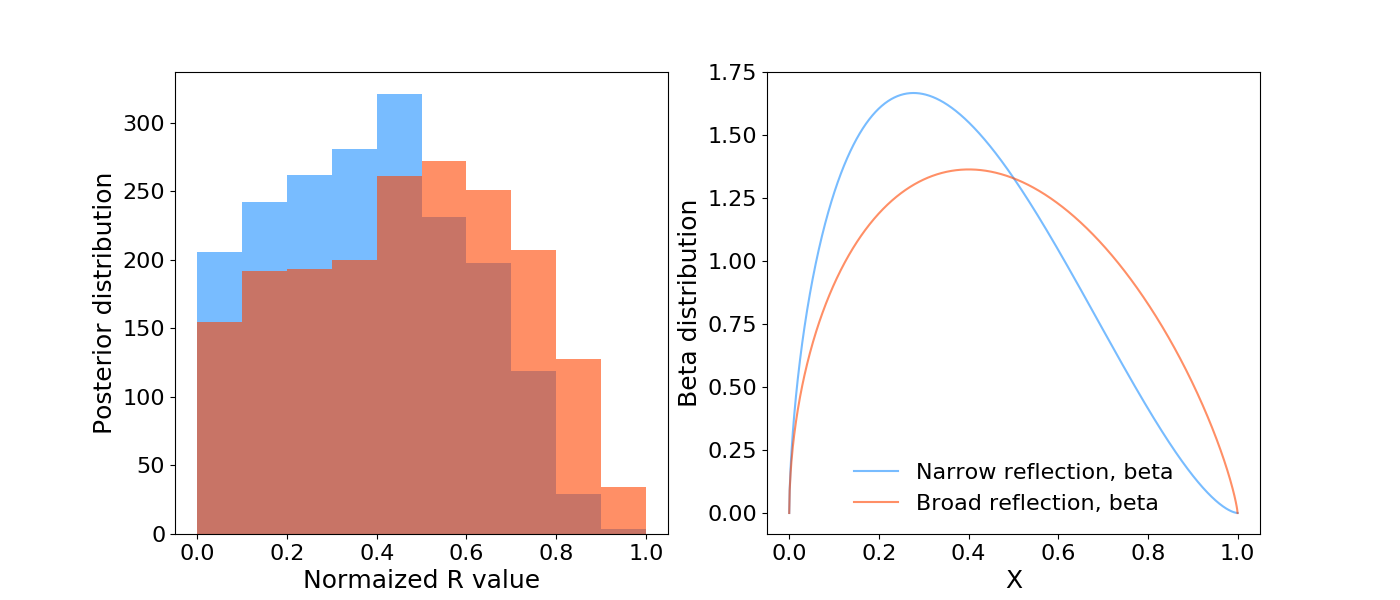 Posterior distribution
300
250
200
150
100
50
0
0.0 0.2 0.4 0.6 0.8 1.0
Normaized R value
Beta distribution
1.75
1.50
1.25
1.00
0.75
0.50
0.25
0.00
Narrow reflection, beta
Broad reflection, beta
0.0 0.2 0.4 0.6 0.8 1.0
X